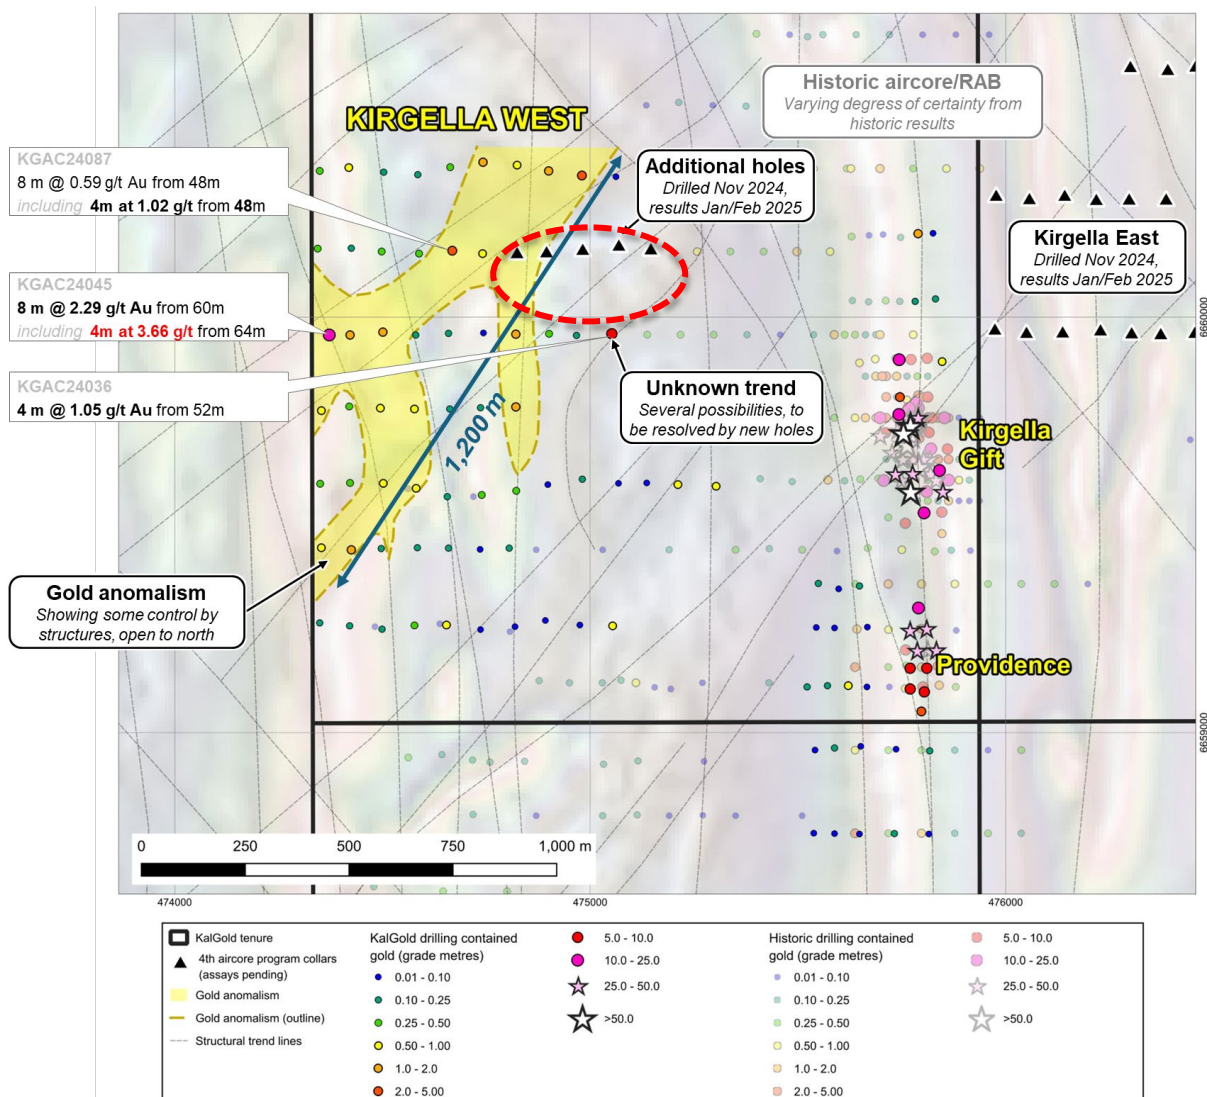 KIRGELLA WEST
Historic aircore/RAB
Varying degress of certainty from
historic results
KGAC24087
8 m @ 0.59 g/t Au from 48m
including 4m at 1.02 g/t from 48m
Additional holes
Drilled Nov 2024,
results Jan/Feb 2025
Kirgella East
Drilled Nov 2024,
results Jan/Feb 2025
KGAC24045
8 m @ 2.29 g/t Au from 60m
including 4m at 3.66 g/t from 64m
6660000
KGAC24036
4 m @ 1.05 g/t Au from 52m
Unknown trend
Several possibilities, to
be resolved by new holes
1,200 m
Kirgella
Gift
Gold anomalism
Showing some control by
structures, open to north
Providence
6659000
0 250 500 750 1,000 m
474000 475000 476000
KalGold tenure
4th aircore program collars
(assays pending)
Gold anomalism
Gold anomalism (outline)
Structural trend lines
KalGold drilling contained
gold (grade metres)
0.01 - 0.10
0.10 - 0.25
0.25 - 0.50
0.50 - 1.00
1.0 - 2.0
2.0 - 5.00
5.0 - 10.0
10.0 - 25.0
25.0 - 50.0
>50.0
Historic drilling contained
gold (grade metres)
0.01 - 0.10
0.10 - 0.25
0.25 - 0.50
0.50 - 1.00
1.0 - 2.0
2.0 - 5.00
5.0 - 10.0
10.0 - 25.0
25.0 - 50.0
>50.0